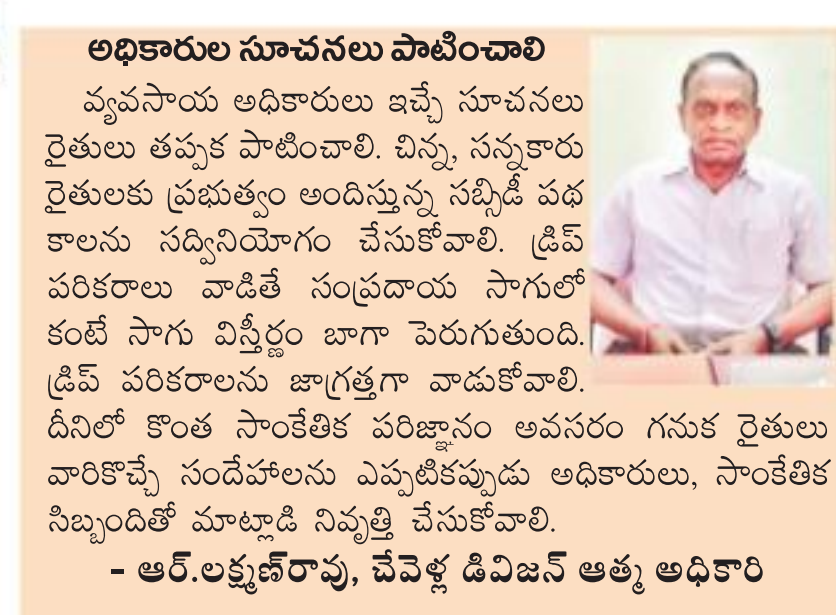 అధికారుల సూచనలు పాటించాలి
వ్యవసాయ అధికారులు ఇచ్చే సూచనలు
రైతులు తప్పక పాటించాలి. చిన్న, సన్నకారు
రైతులకు ప్రభుత్వం అందిస్తున్న సబ్సిడీ పథ
కాలను సద్వినియోగం చేసుకోవాలి. డ్రిప్
పరికరాలు వాడితే సంప్రదాయ సాగులో
కంటే సాగు విస్తీర్ణం బాగా పెరుగుతుంది.
డ్రిప్ పరికరాలను జాగ్రత్తగా వాడుకోవాలి.
దీనిలో కొంత సాంకేతిక పరిజ్ఞానం అవసరం గనుక రైతులు
వారికొచ్చే సందేహాలను ఎప్పటికప్పుడు అధికారులు, సాంకేతిక
సిబ్బందితో మాట్లాడి నివృత్తి చేసుకోవాలి.
- ఆర్.లక్ష్మణ్‌రావు, చేవెళ్ల డివిజన్ ఆత్మ అధికారి